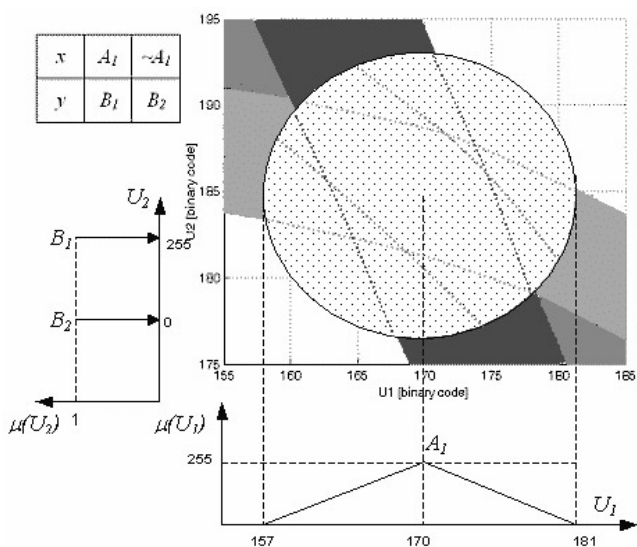 x A₁ ~A₁
y B₁ B₂
195
190
185
180
175
U2 [binary code]
155 160 165 170 175 180 185
U1 [binary code]
U₂
B₁ 255
B₂ 0
μ(U₂) 1 μ(U₁)
A₁
255
U₁
157 170 181